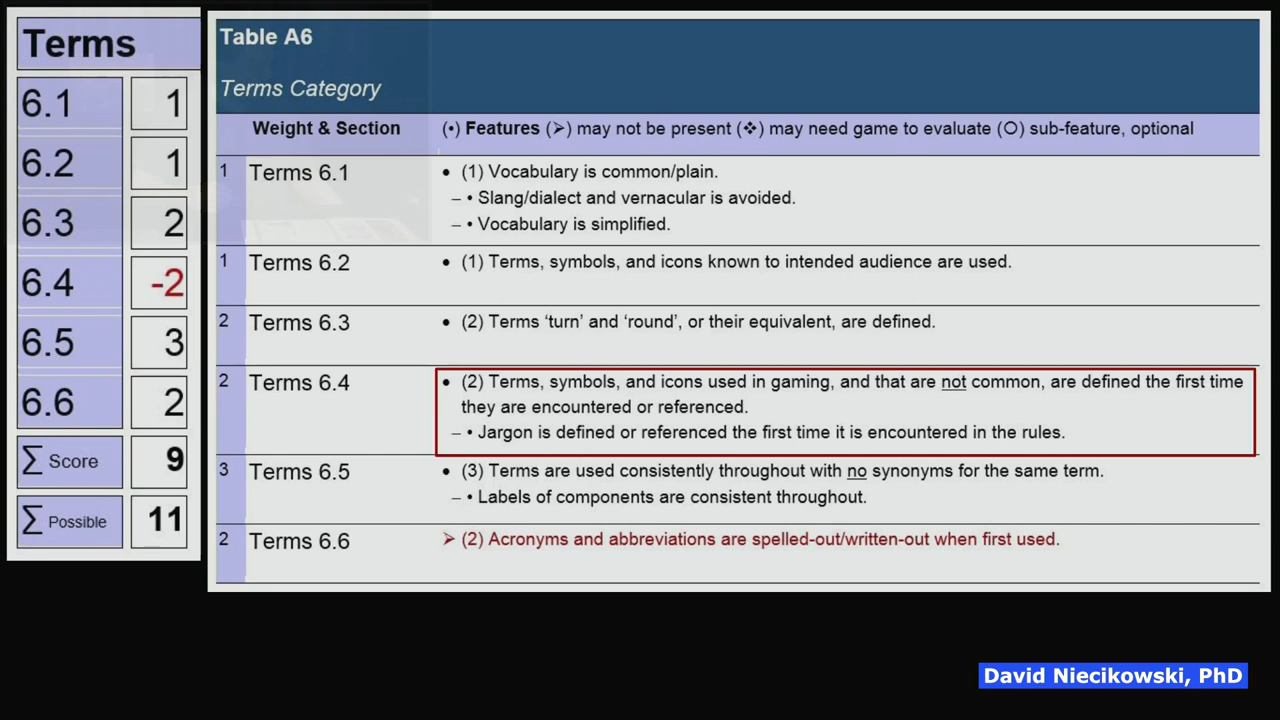 Terms
6.1 1
6.2 1
6.3 2
6.4 -2
6.5 3
6.6 2
∑ Score 9
∑ Possible 11
Table A6
Terms Category
Weight & Section (•) Features (➢) may not be present (❖) may need game to evaluate (O) sub-feature, optional
1 Terms 6.1 • (1) Vocabulary is common/plain.
– • Slang/dialect and vernacular is avoided.
– • Vocabulary is simplified.
1 Terms 6.2 • (1) Terms, symbols, and icons known to intended audience are used.
2 Terms 6.3 • (2) Terms ‘turn’ and ‘round’, or their equivalent, are defined.
2 Terms 6.4 • (2) Terms, symbols, and icons used in gaming, and that are not common, are defined the first time
they are encountered or referenced.
– • Jargon is defined or referenced the first time it is encountered in the rules.
3 Terms 6.5 • (3) Terms are used consistently throughout with no synonyms for the same term.
– • Labels of components are consistent throughout.
2 Terms 6.6 ➢ (2) Acronyms and abbreviations are spelled-out/written-out when first used.
David Niecikowski, PhD